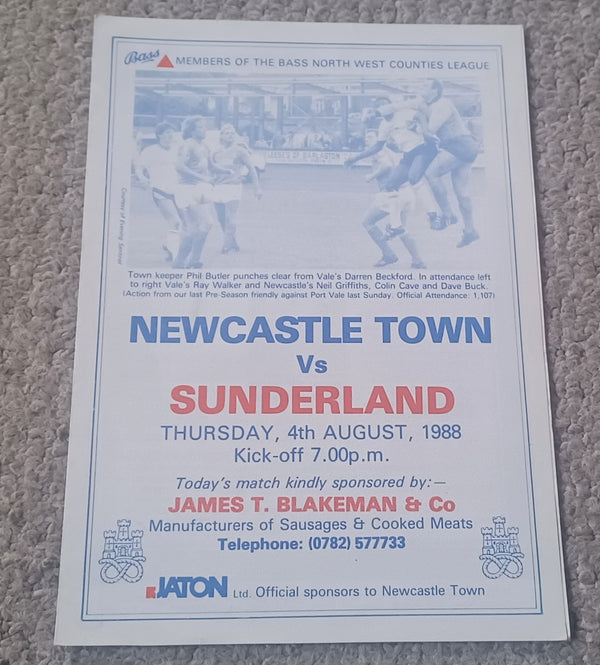 Bass
MEMBERS OF THE BASS NORTH WEST COUNTIES LEAGUE
Courtesy of Evening Sentinel
Town keeper Phil Butler punches clear from Vale's Darren Beckford. In attendance left
to right Vale's Ray Walker and Newcastle's Neil Griffiths, Colin Cave and Dave Buck.
(Action from our last Pre-Season friendly against Port Vale last Sunday. Official Attendance: 1,107)
NEWCASTLE TOWN
Vs
SUNDERLAND
THURSDAY, 4th AUGUST, 1988
Kick-off 7.00p.m.
Today's match kindly sponsored by:—
JAMES T. BLAKEMAN & Co
Manufacturers of Sausages & Cooked Meats
Telephone: (0782) 577733
JATON Ltd. Official sponsors to Newcastle Town